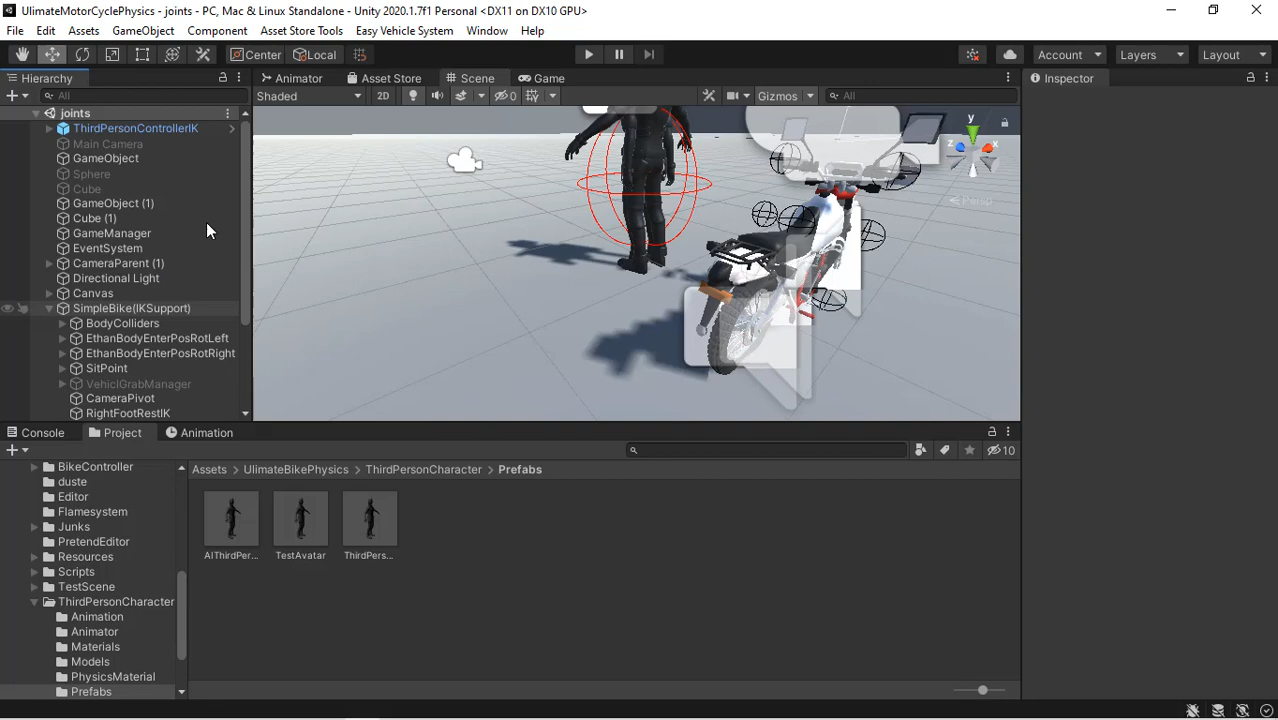 UlimateMotorCyclePhysics - joints - PC, Mac & Linux Standalone - Unity 2020.1.7f1 Personal <DX11 on DX10 GPU>
File Edit Assets GameObject Component Asset Store Tools Easy Vehicle System Window Help
Center Local Account Layers Layout
Hierarchy Animator Asset Store Scene Game Inspector
All Shaded 2D 0 Gizmos All
joints
ThirdPersonControllerIK
Main Camera
GameObject
Sphere
Cube
GameObject (1)
Cube (1)
GameManager
EventSystem
CameraParent (1)
Directional Light
Canvas
SimpleBike(IKSupport)
BodyColliders
EthanBodyEnterPosRotLeft
EthanBodyEnterPosRotRight
SitPoint
VehiclGrabManager
CameraPivot
RightFootRestIK
y
z x
Persp
Console Project Animation
10
BikeController
duste
Editor
Flamesystem
Junks
PretendEditor
Resources
Scripts
TestScene
ThirdPersonCharacter
Animation
Animator
Materials
Models
PhysicsMaterial
Prefabs
Assets > UlimateBikePhysics > ThirdPersonCharacter > Prefabs
AIThirdPer... TestAvatar ThirdPers...